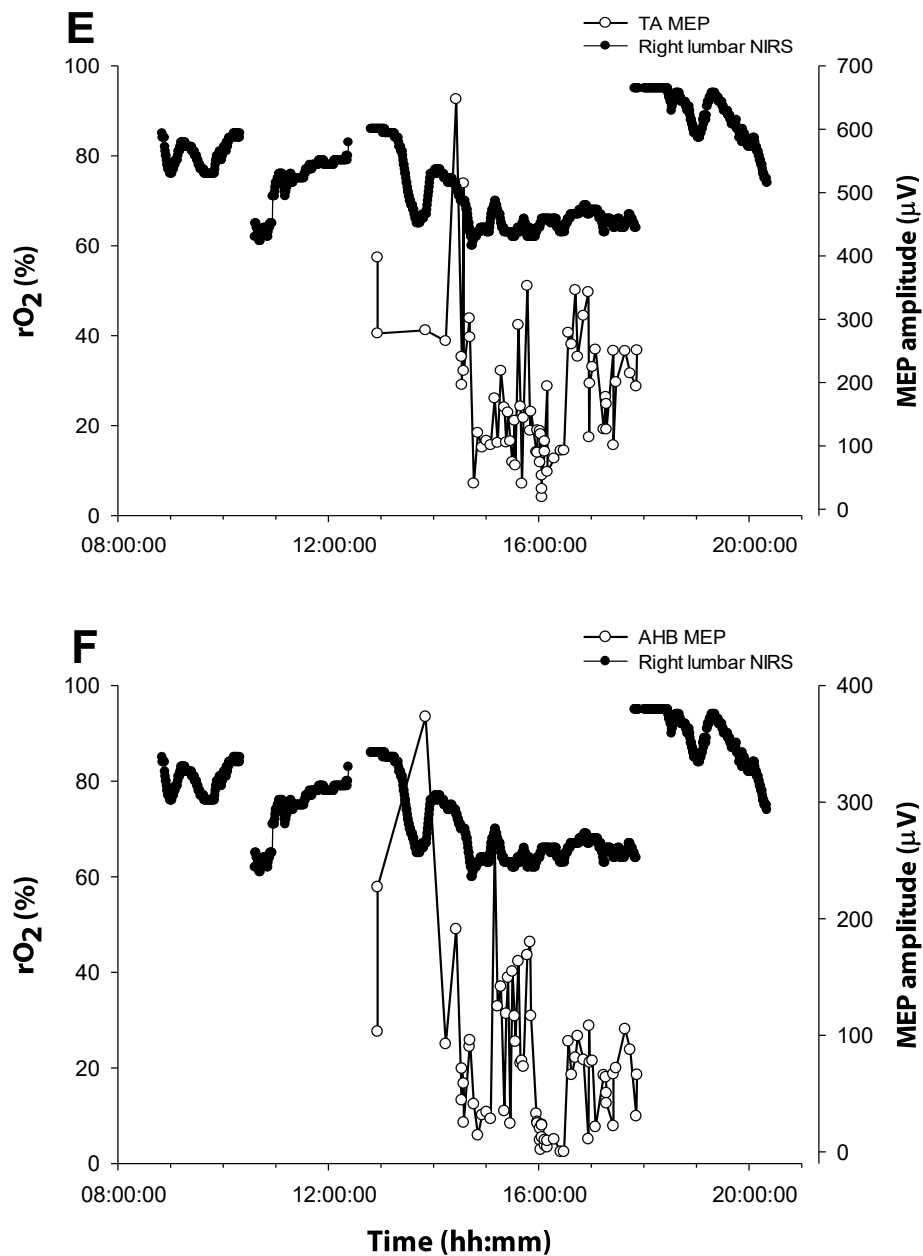 E
TA MEP
Right lumbar NIRS
100
80
60
40
20
0
rO2 (%)
700
600
500
400
300
200
100
0
MEP amplitude (μV)
08:00:00 12:00:00 16:00:00 20:00:00
F
AHB MEP
Right lumbar NIRS
100
80
60
40
20
0
rO2 (%)
400
300
200
100
0
MEP amplitude (μV)
08:00:00 12:00:00 16:00:00 20:00:00
Time (hh:mm)